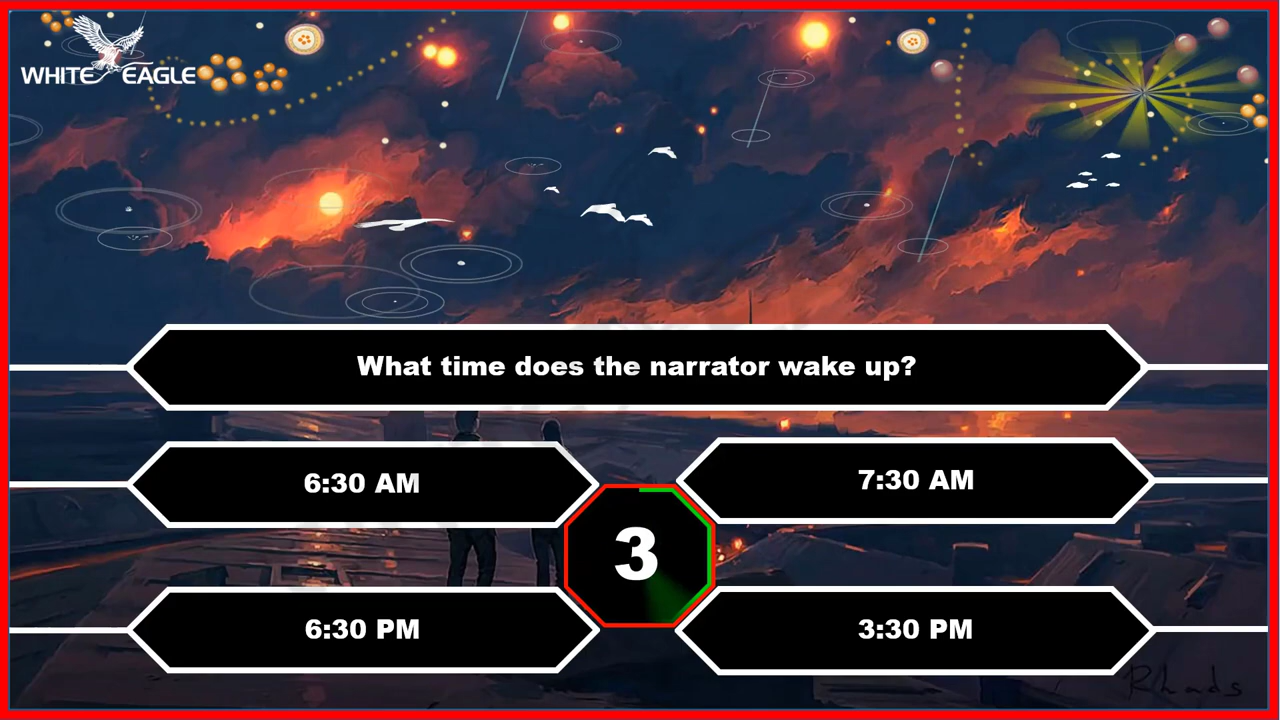 WHITE EAGLE
What time does the narrator wake up?
6:30 AM
7:30 AM
3
6:30 PM
3:30 PM
Rhads